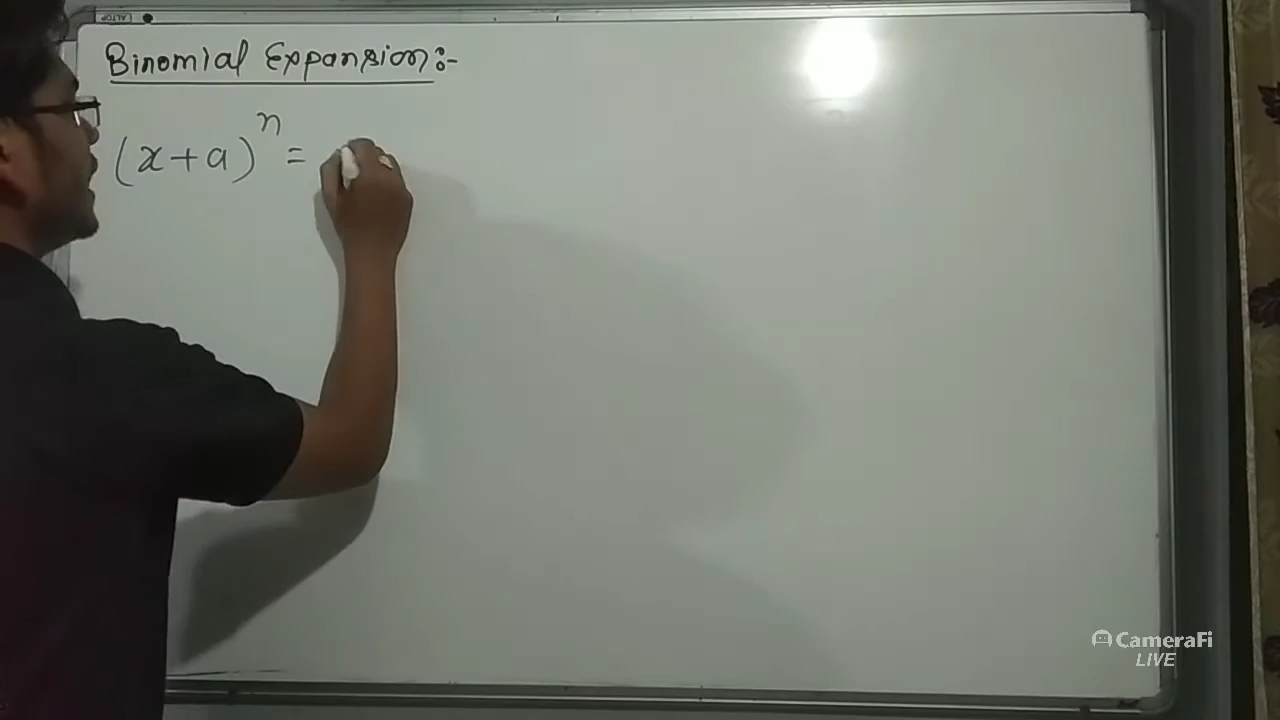 Binomial Expansion:-
(x+a)^n =
CameraFi
LIVE